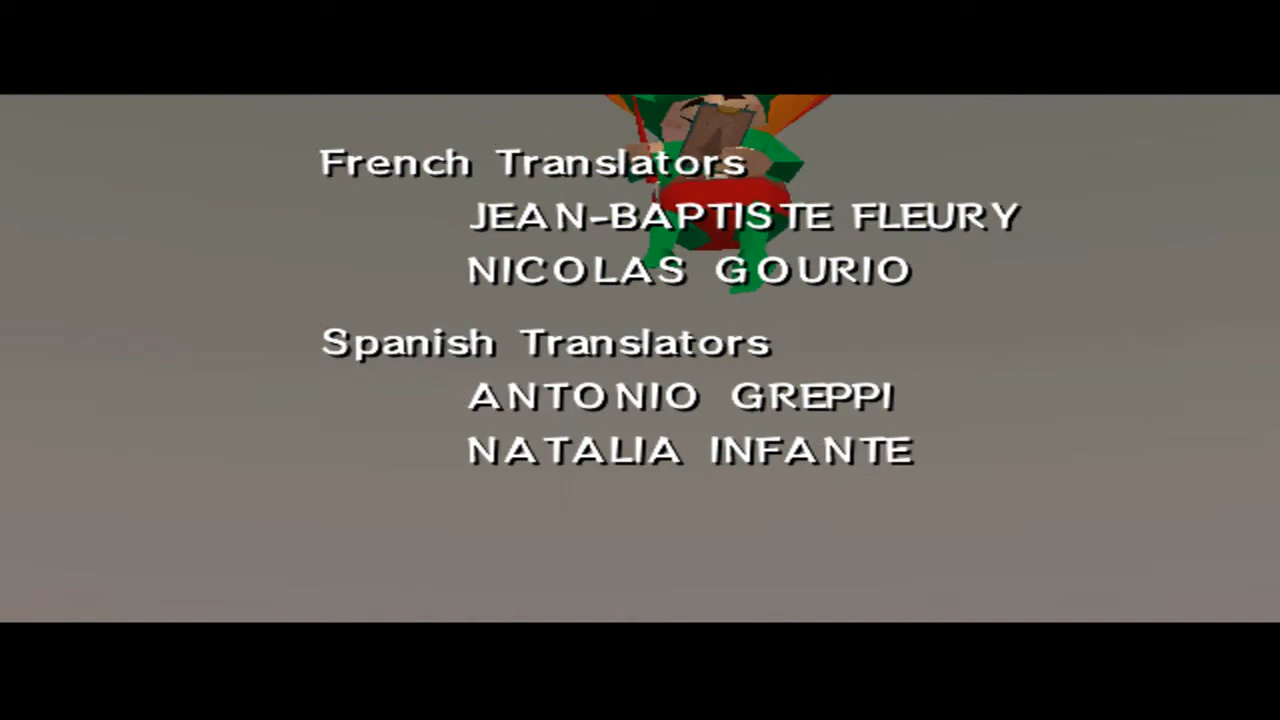 French Translators
JEAN-BAPTISTE FLEURY
NICOLAS GOURIO
Spanish Translators
ANTONIO GREPPI
NATALIA INFANTE